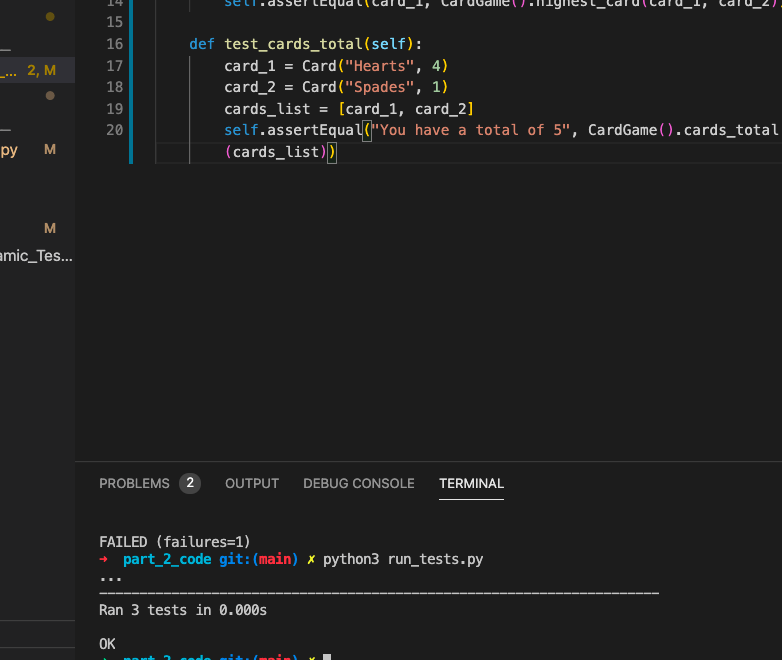 14 self.assertEqual(card_1, CardGame().highest_card(card_1, card_2)
15
16 def test_cards_total(self):
17 card_1 = Card("Hearts", 4)
18 card_2 = Card("Spades", 1)
19 cards_list = [card_1, card_2]
20 self.assertEqual("You have a total of 5", CardGame().cards_total
(cards_list))
_... 2, M
py M
M
amic_Tes...
PROBLEMS 2 OUTPUT DEBUG CONSOLE TERMINAL
FAILED (failures=1)
➜ part_2_code git:(main) ✗ python3 run_tests.py
...
----------------------------------------------------------------------
Ran 3 tests in 0.000s
OK
➜ part_2_code git:(main) ✗